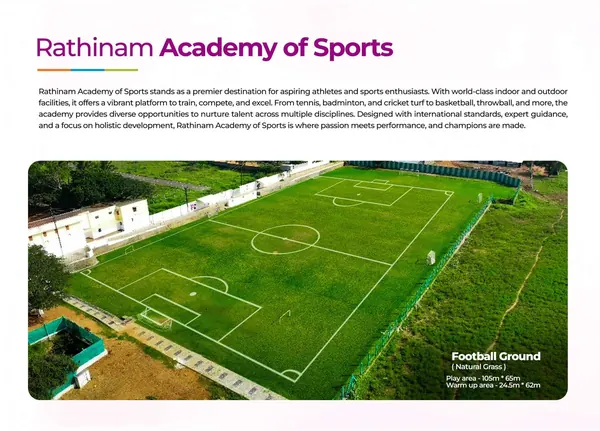 Rathinam Academy of Sports
Rathinam Academy of Sports stands as a premier destination for aspiring athletes and sports enthusiasts. With world-class indoor and outdoor
facilities, it offers a vibrant platform to train, compete, and excel. From tennis, badminton, and cricket turf to basketball, throwball, and more, the
academy provides diverse opportunities to nurture talent across multiple disciplines. Designed with international standards, expert guidance,
and a focus on holistic development, Rathinam Academy of Sports is where passion meets performance, and champions are made.
Football Ground
( Natural Grass )
Play area - 105m * 65m
Warm up area - 24.5m * 62m